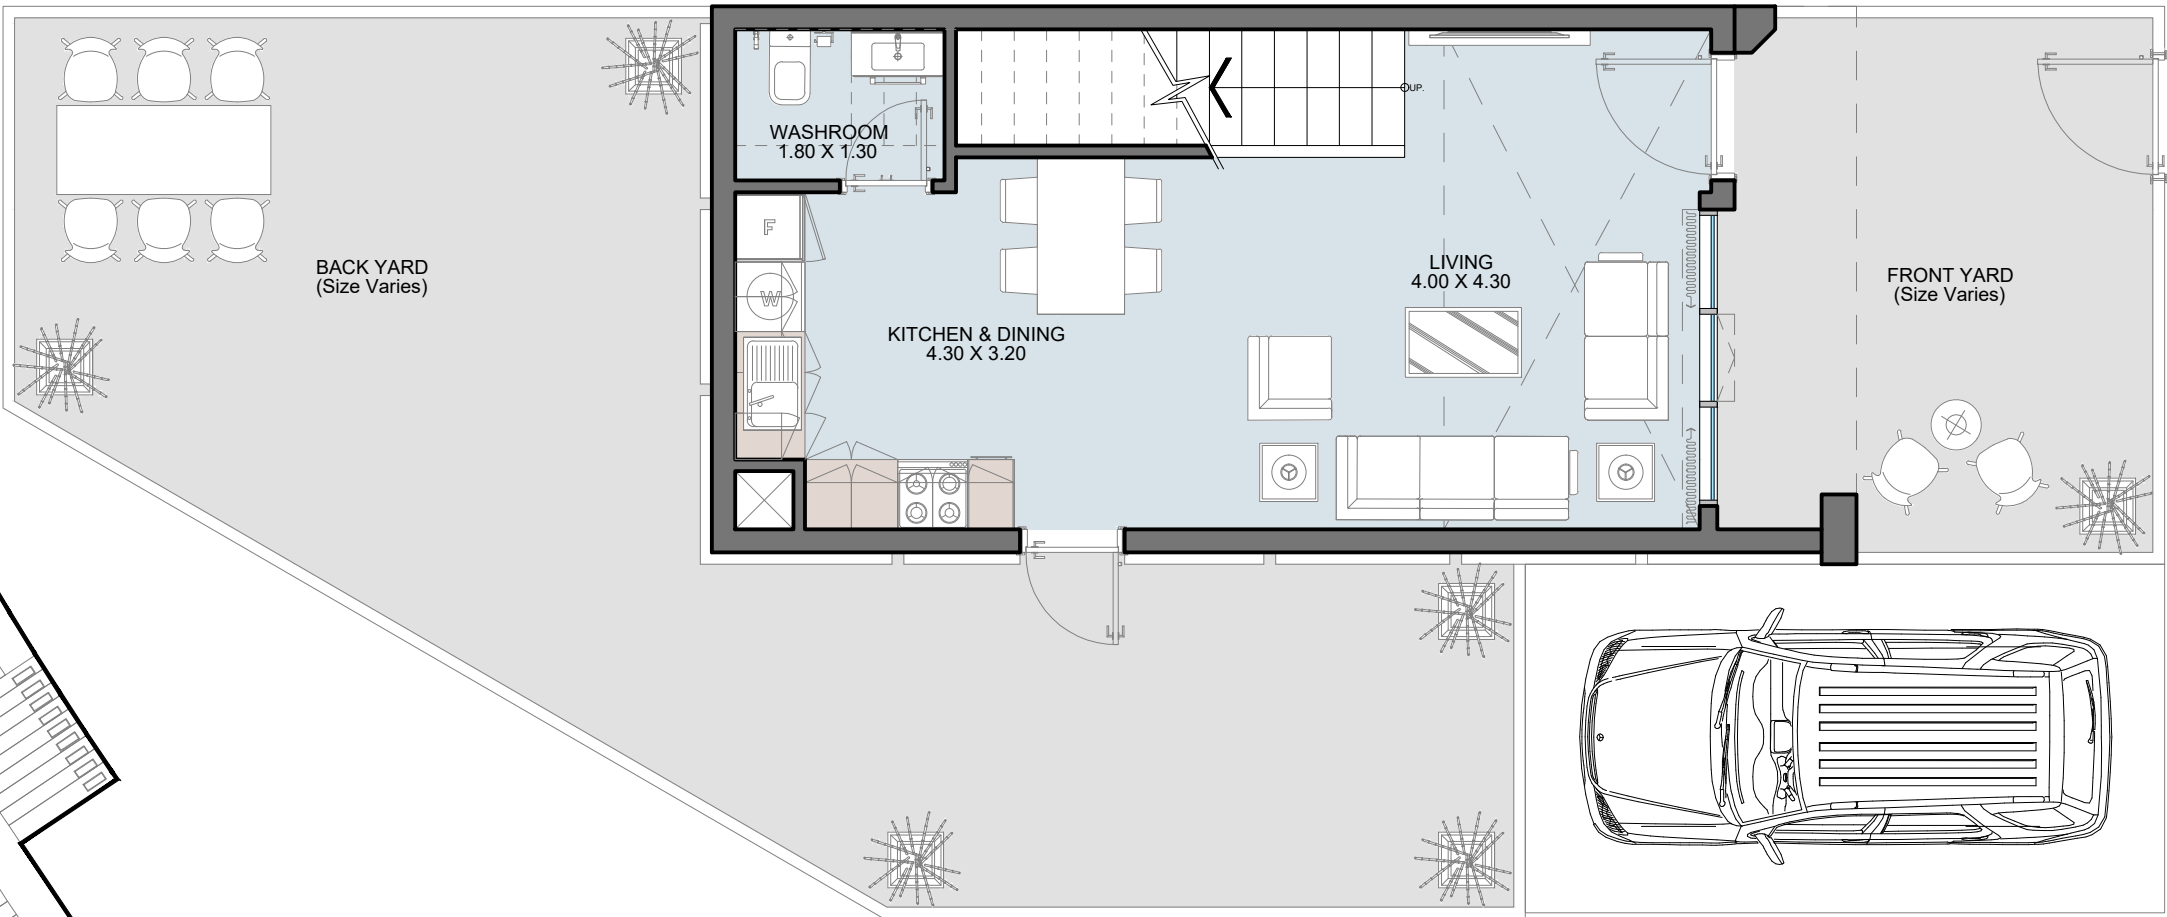 WASHROOM
1.80 X 1.30
UP.
F
W
BACK YARD
(Size Varies)
KITCHEN & DINING
4.30 X 3.20
LIVING
4.00 X 4.30
FRONT YARD
(Size Varies)